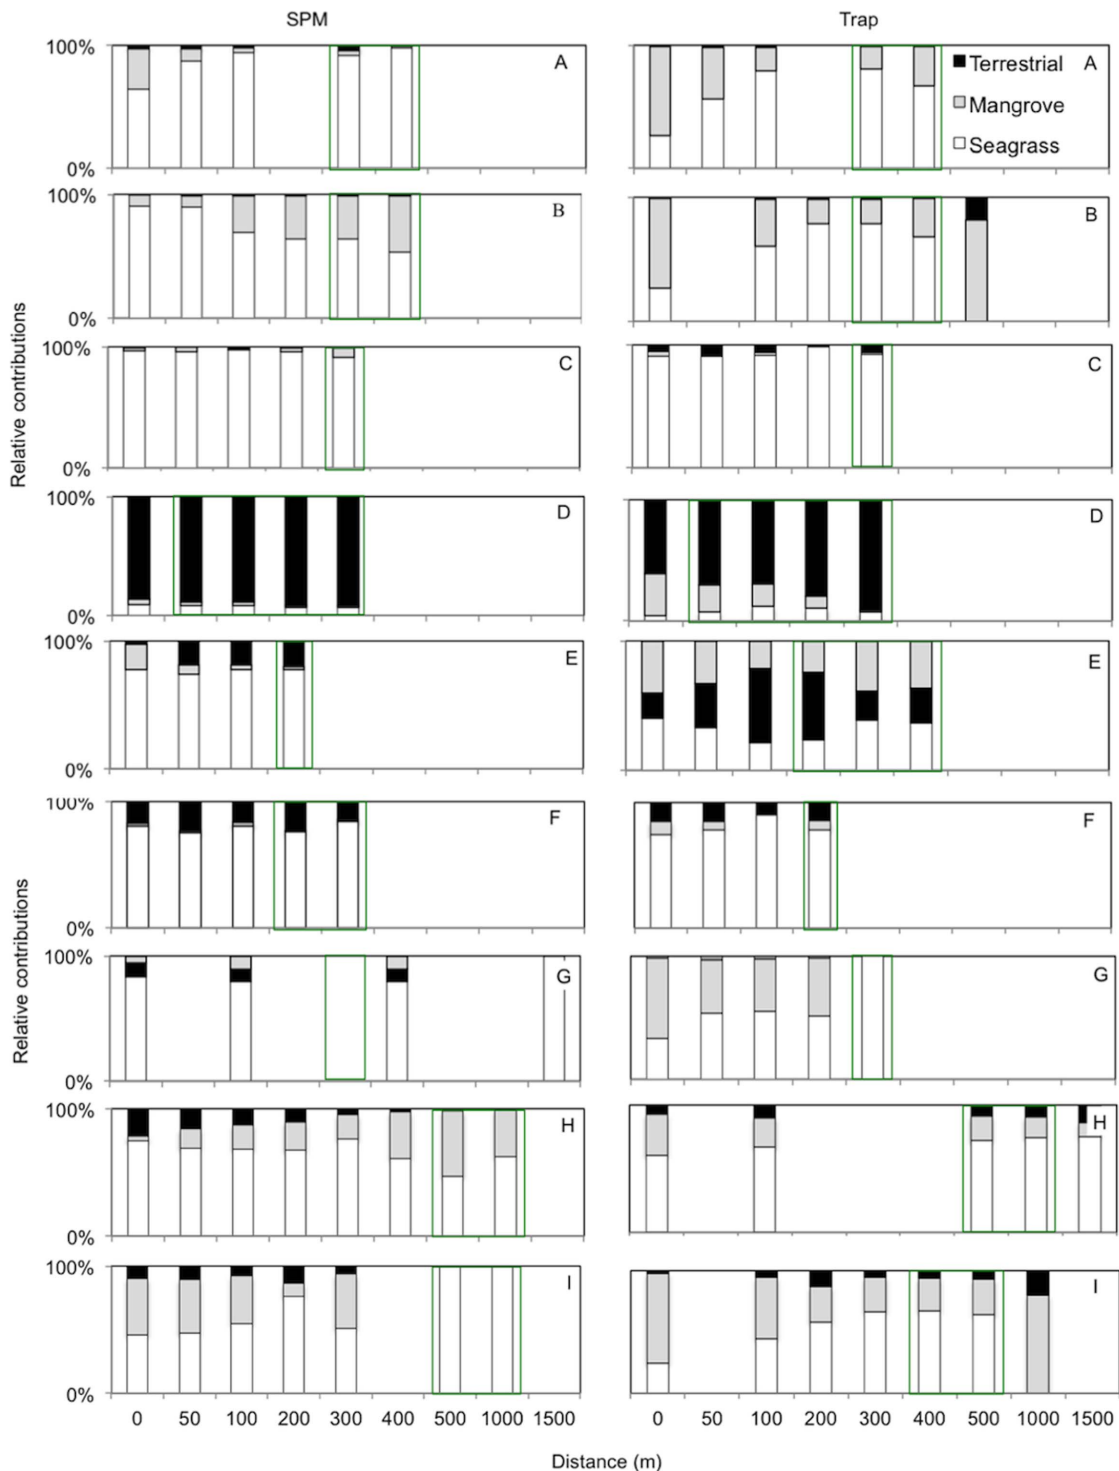 SPM Trap
100% A A
Terrestrial
Mangrove
Seagrass
0%
100% B B
0%
100% C C
0%
100% D D
0%
100% E E
0%
100% F F
0%
100% G G
0%
100% H H
0%
100% I I
0%
Relative contributions
Relative contributions
0 50 100 200 300 400 500 1000 1500 0 50 100 200 300 400 500 1000 1500
Distance (m)